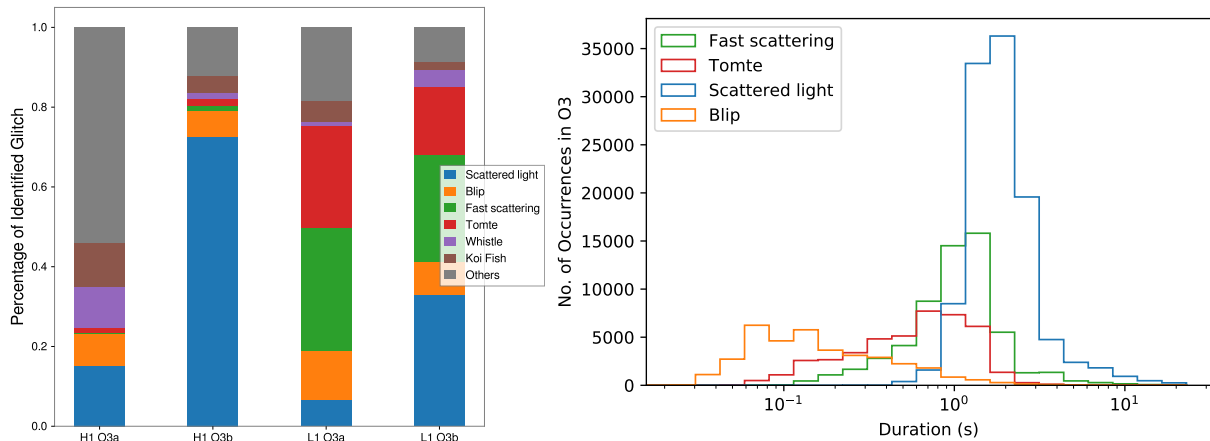 Percentage of Identified Glitch
1.0
0.8
0.6
0.4
0.2
0.0
H1 O3a
H1 O3b
L1 O3a
L1 O3b
Scattered light
Blip
Fast scattering
Tomte
Whistle
Koi Fish
Others
No. of Occurrences in O3
35000
30000
25000
20000
15000
10000
5000
0
Fast scattering
Tomte
Scattered light
Blip
10⁻¹
10⁰
10¹
Duration (s)